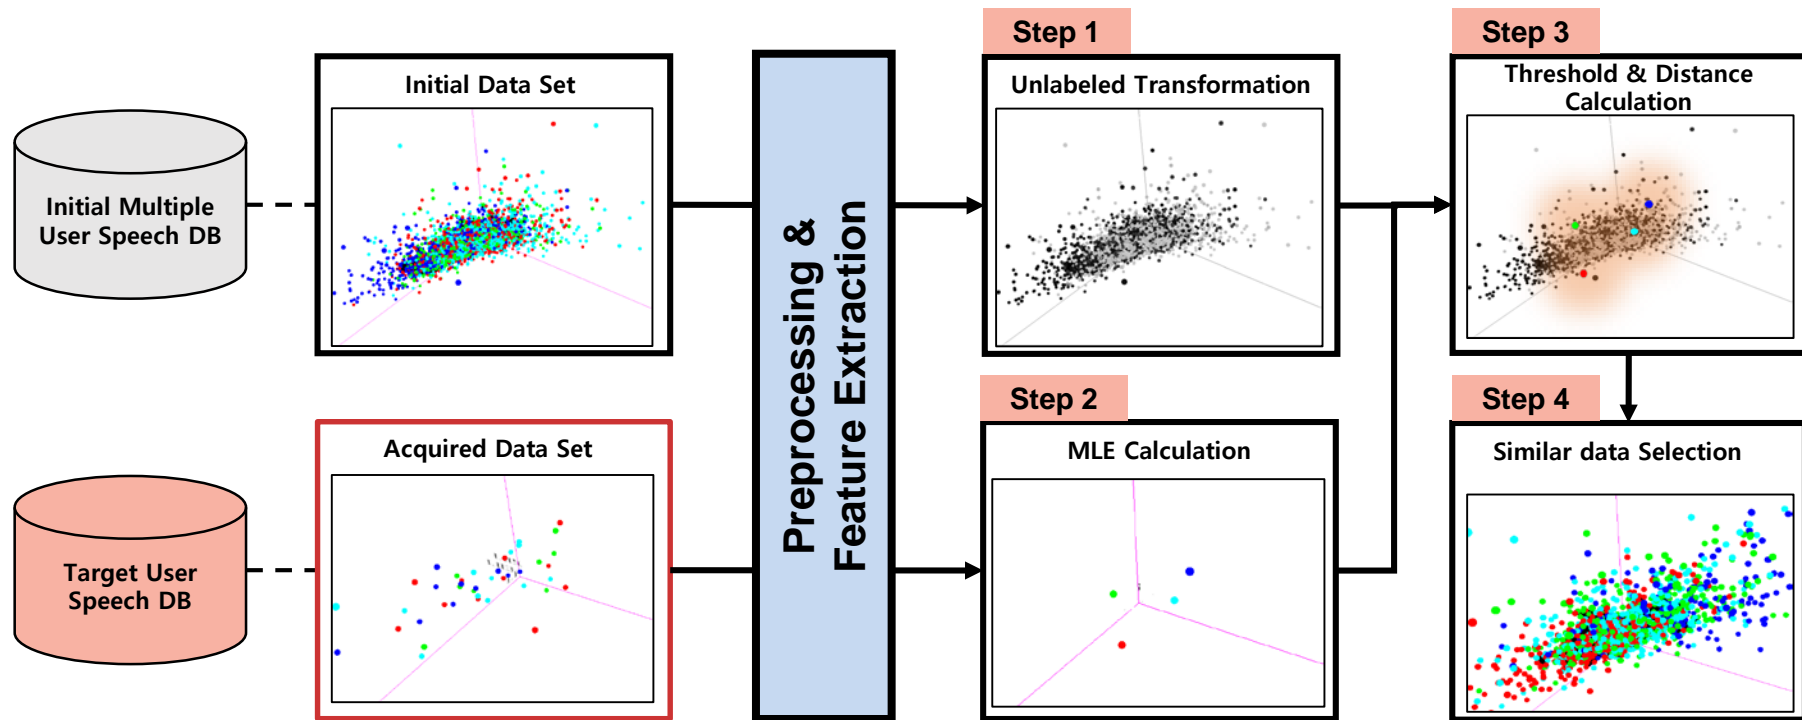 Initial Multiple
User Speech DB
Initial Data Set
Preprocessing &
Feature Extraction
Step 1
Unlabeled Transformation
Step 3
Threshold & Distance
Calculation
Target User
Speech DB
Acquired Data Set
Step 2
MLE Calculation
Step 4
Similar data Selection